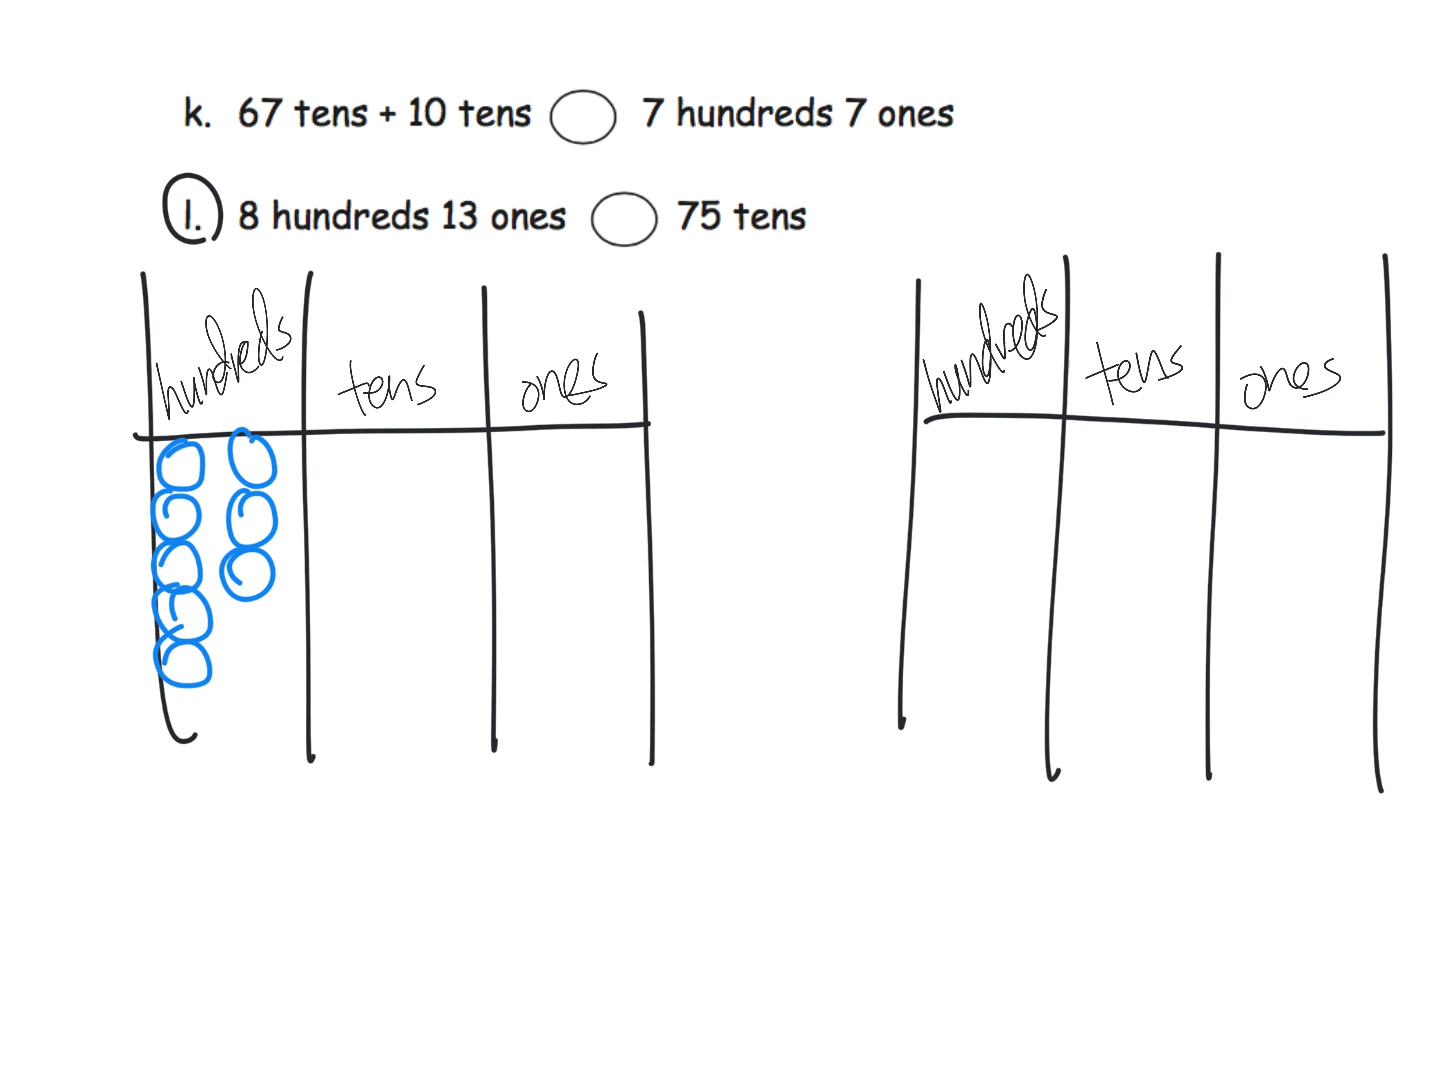 k. 67 tens + 10 tens 7 hundreds 7 ones
l. 8 hundreds 13 ones 75 tens
hundreds tens ones hundreds tens ones